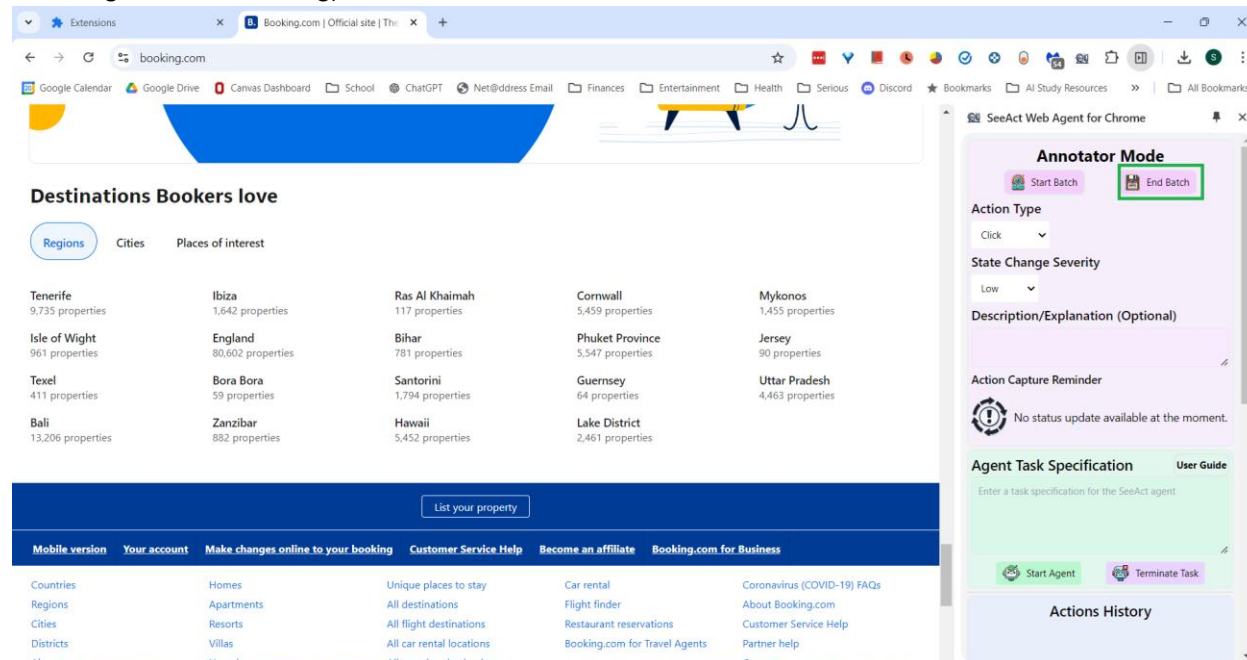 Extensions
Booking.com | Official site | The
booking.com
54
S
Google Calendar
Google Drive
Canvas Dashboard
School
ChatGPT
Net@ddress Email
Finances
Entertainment
Health
Serious
Discord
Bookmarks
AI Study Resources
All Bookmarks
Destinations Bookers love
Regions Cities Places of interest
Tenerife Ibiza Ras Al Khaimah Cornwall Mykonos
9,735 properties 1,642 properties 117 properties 5,459 properties 1,455 properties
Isle of Wight England Bihar Phuket Province Jersey
961 properties 80,602 properties 781 properties 5,547 properties 90 properties
Texel Bora Bora Santorini Guernsey Uttar Pradesh
411 properties 59 properties 1,794 properties 64 properties 4,463 properties
Bali Zanzibar Hawaii Lake District
13,206 properties 882 properties 5,452 properties 2,461 properties
List your property
Mobile version Your account Make changes online to your booking Customer Service Help Become an affiliate Booking.com for Business
Countries Homes Unique places to stay Car rental Coronavirus (COVID-19) FAQs
Regions Apartments All destinations Flight finder About Booking.com
Cities Resorts All flight destinations Restaurant reservations Customer Service Help
Districts Villas All car rental locations Booking.com for Travel Agents Partner help
SeeAct Web Agent for Chrome
Annotator Mode
Start Batch End Batch
Action Type
Click
State Change Severity
Low
Description/Explanation (Optional)
Action Capture Reminder
No status update available at the moment.
Agent Task Specification User Guide
Enter a task specification for the SeeAct agent
Start Agent Terminate Task
Actions History